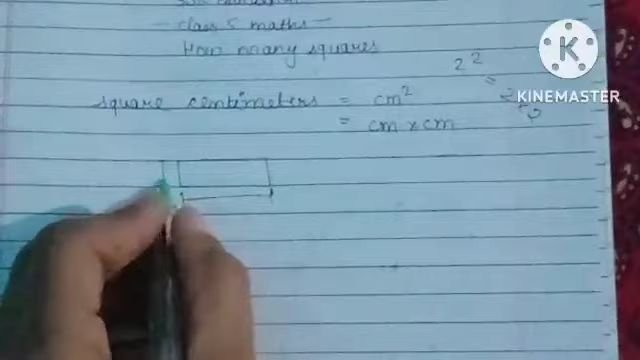 class 5 maths
How many squares
2²
square centimeters = cm²
=
= cm x cm
KINEMASTER